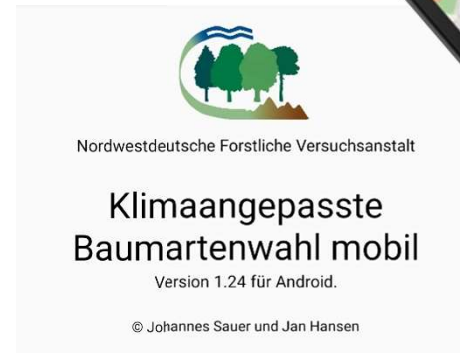 Nordwestdeutsche Forstliche Versuchsanstalt
Klimaangepasste
Baumartenwahl mobil
Version 1.24 für Android.
© Johannes Sauer und Jan Hansen